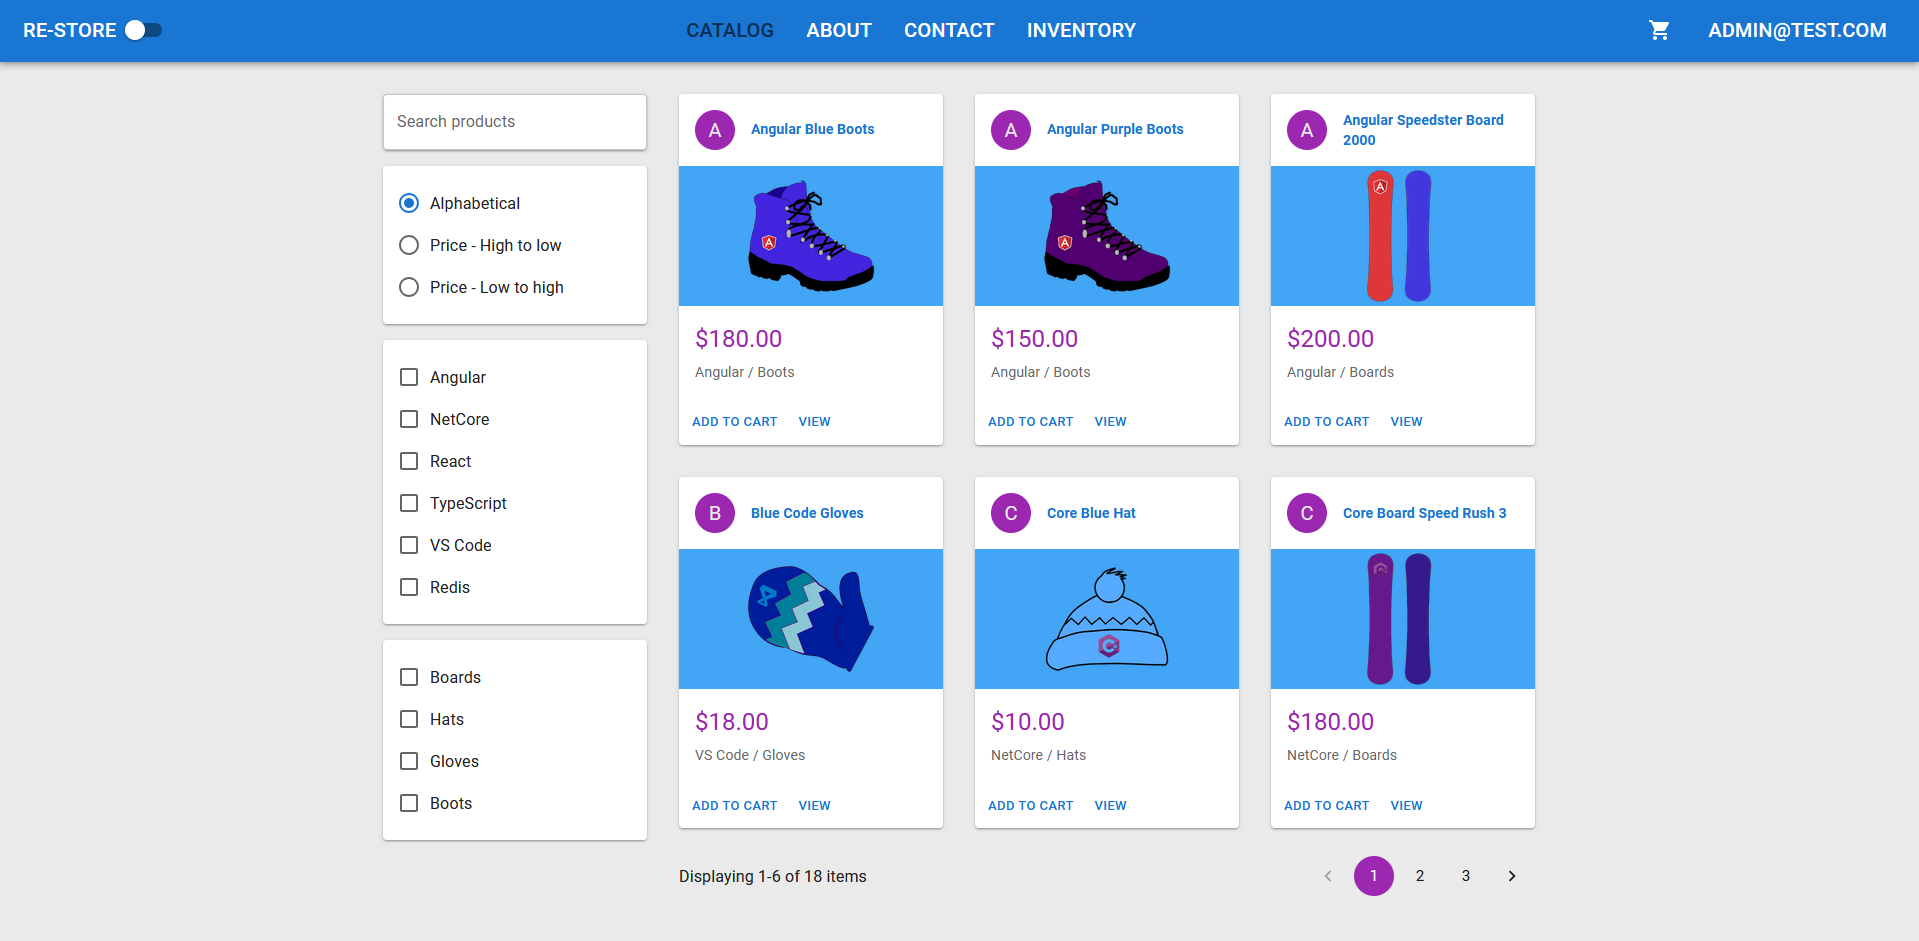 RE-STORE
CATALOG ABOUT CONTACT INVENTORY
ADMIN@TEST.COM
Search products
Alphabetical
Price - High to low
Price - Low to high
Angular
NetCore
React
TypeScript
VS Code
Redis
Boards
Hats
Gloves
Boots
A Angular Blue Boots
A
$180.00
Angular / Boots
ADD TO CART VIEW
A Angular Purple Boots
A
$150.00
Angular / Boots
ADD TO CART VIEW
A Angular Speedster Board
2000
A
$200.00
Angular / Boards
ADD TO CART VIEW
B Blue Code Gloves
$18.00
VS Code / Gloves
ADD TO CART VIEW
C Core Blue Hat
C
$10.00
NetCore / Hats
ADD TO CART VIEW
C Core Board Speed Rush 3
$180.00
NetCore / Boards
ADD TO CART VIEW
Displaying 1-6 of 18 items
1 2 3